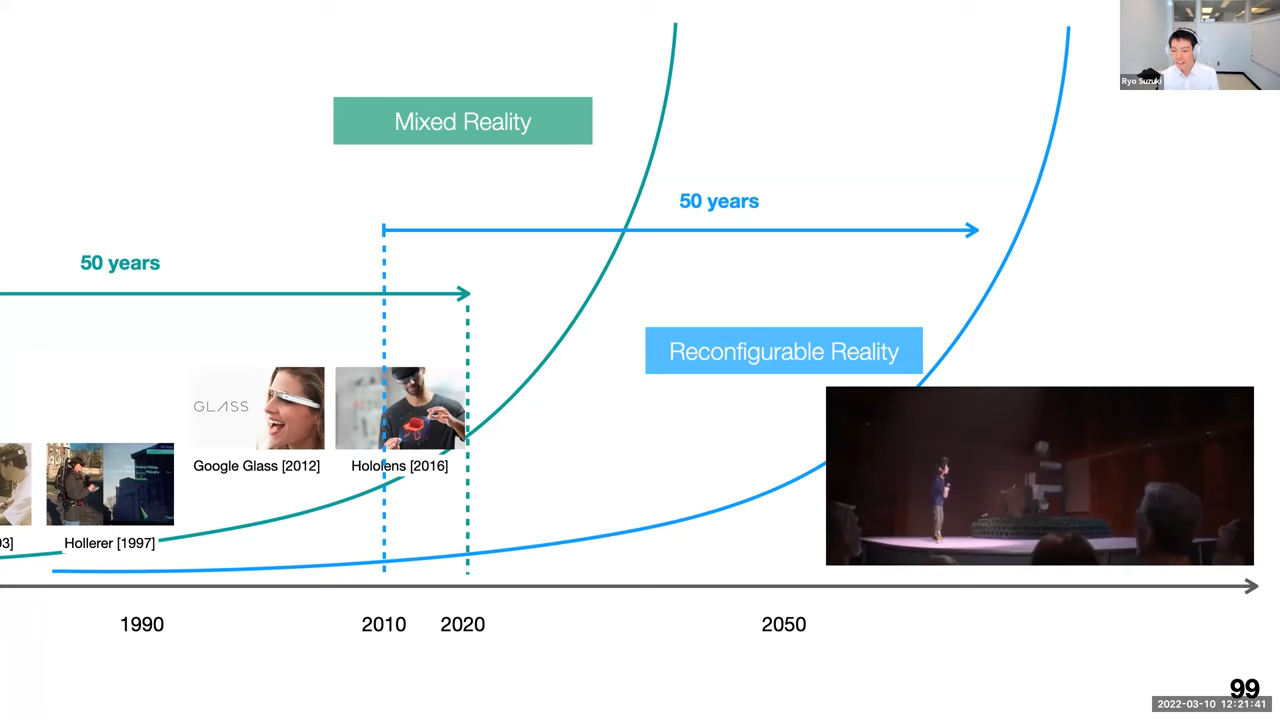 Ryo Suzuki
Mixed Reality
50 years
50 years
Reconfigurable Reality
GLASS
Google Glass [2012]
Hololens [2016]
03]
Hollerer [1997]
1990
2010
2020
2050
99
2022-03-10 12:21:41